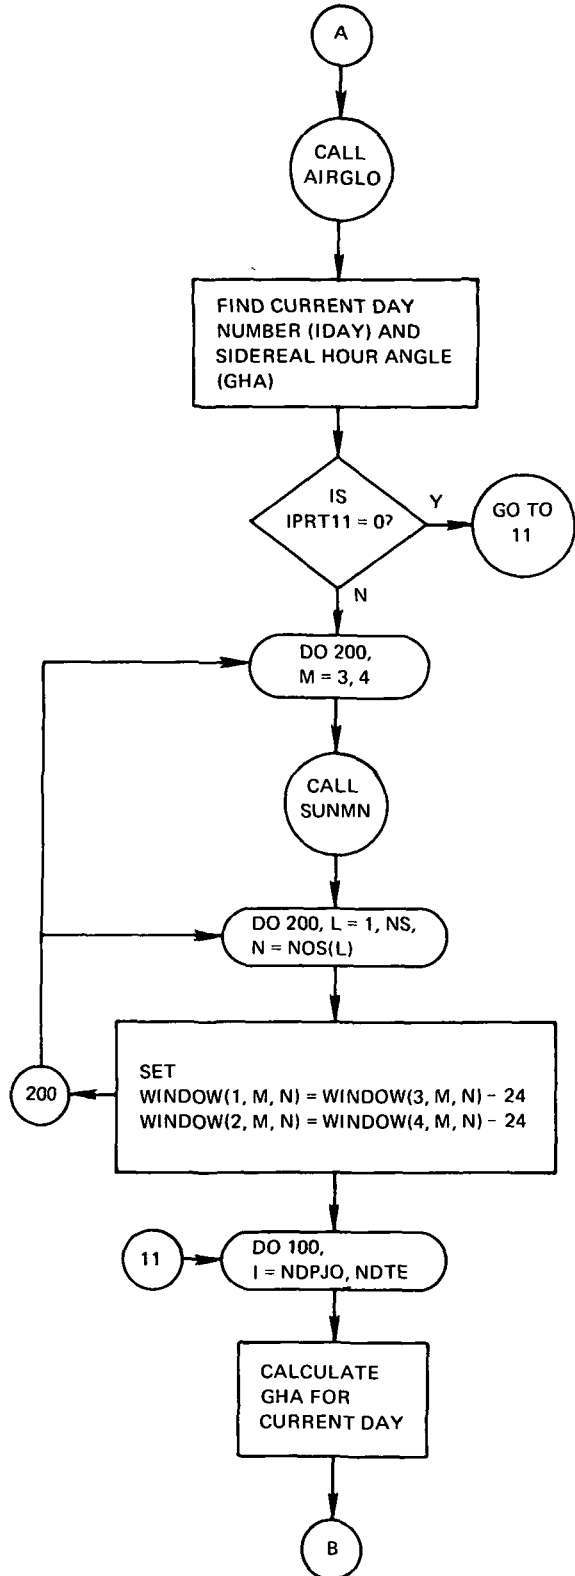 A
CALL
AIRGLO
FIND CURRENT DAY
NUMBER (IDAY) AND
SIDEREAL HOUR ANGLE
(GHA)
IS
IPRT11 = 0?
Y
GO TO
11
N
DO 200,
M = 3, 4
CALL
SUNMN
DO 200, L = 1, NS,
N = NOS(L)
SET
WINDOW(1, M, N) = WINDOW(3, M, N) - 24
WINDOW(2, M, N) = WINDOW(4, M, N) - 24
200
11
DO 100,
I = NDPJO, NDTE
CALCULATE
GHA FOR
CURRENT DAY
B